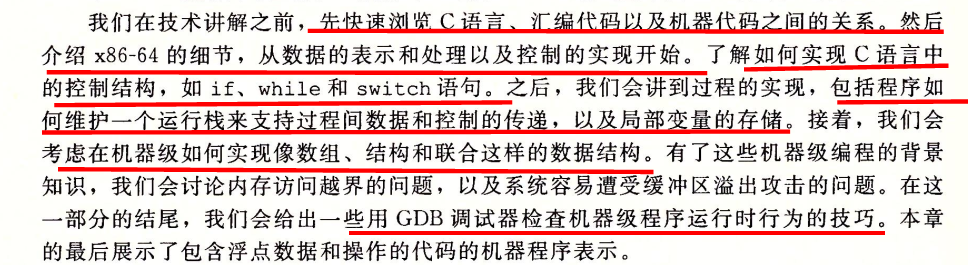 我们在技术讲解之前，先快速浏览 C 语言、汇编代码以及机器代码之间的关系。然后
介绍 x86-64 的细节，从数据的表示和处理以及控制的实现开始。了解如何实现 C 语言中
的控制结构，如 if、while 和 switch 语句。之后，我们会讲到过程的实现，包括程序如
何维护一个运行栈来支持过程间数据和控制的传递，以及局部变量的存储。接着，我们会
考虑在机器级如何实现像数组、结构和联合这样的数据结构。有了这些机器级编程的背景
知识，我们会讨论内存访问越界的问题，以及系统容易遭受缓冲区溢出攻击的问题。在这
一部分的结尾，我们会给出一些用 GDB 调试器检查机器级程序运行时行为的技巧。本章
的最后展示了包含浮点数据和操作的代码的机器程序表示。